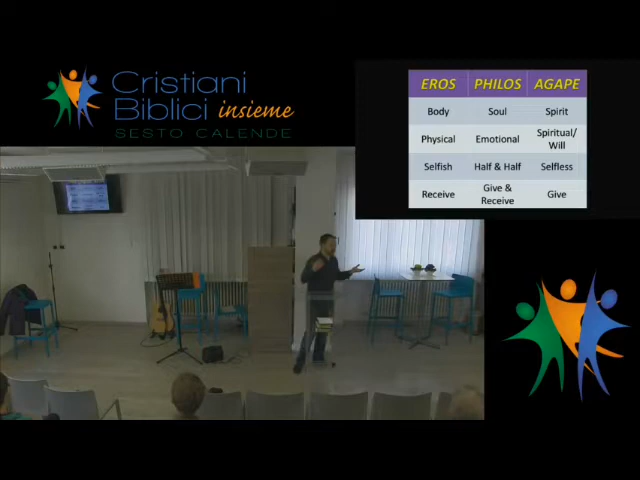 Cristiani
Biblici insieme
SESTO CALENDE
EROS PHILOS AGAPE
Body Soul Spirit
Physical Emotional Spiritual/
Will
Selfish Half & Half Selfless
Receive Give & Receive Give